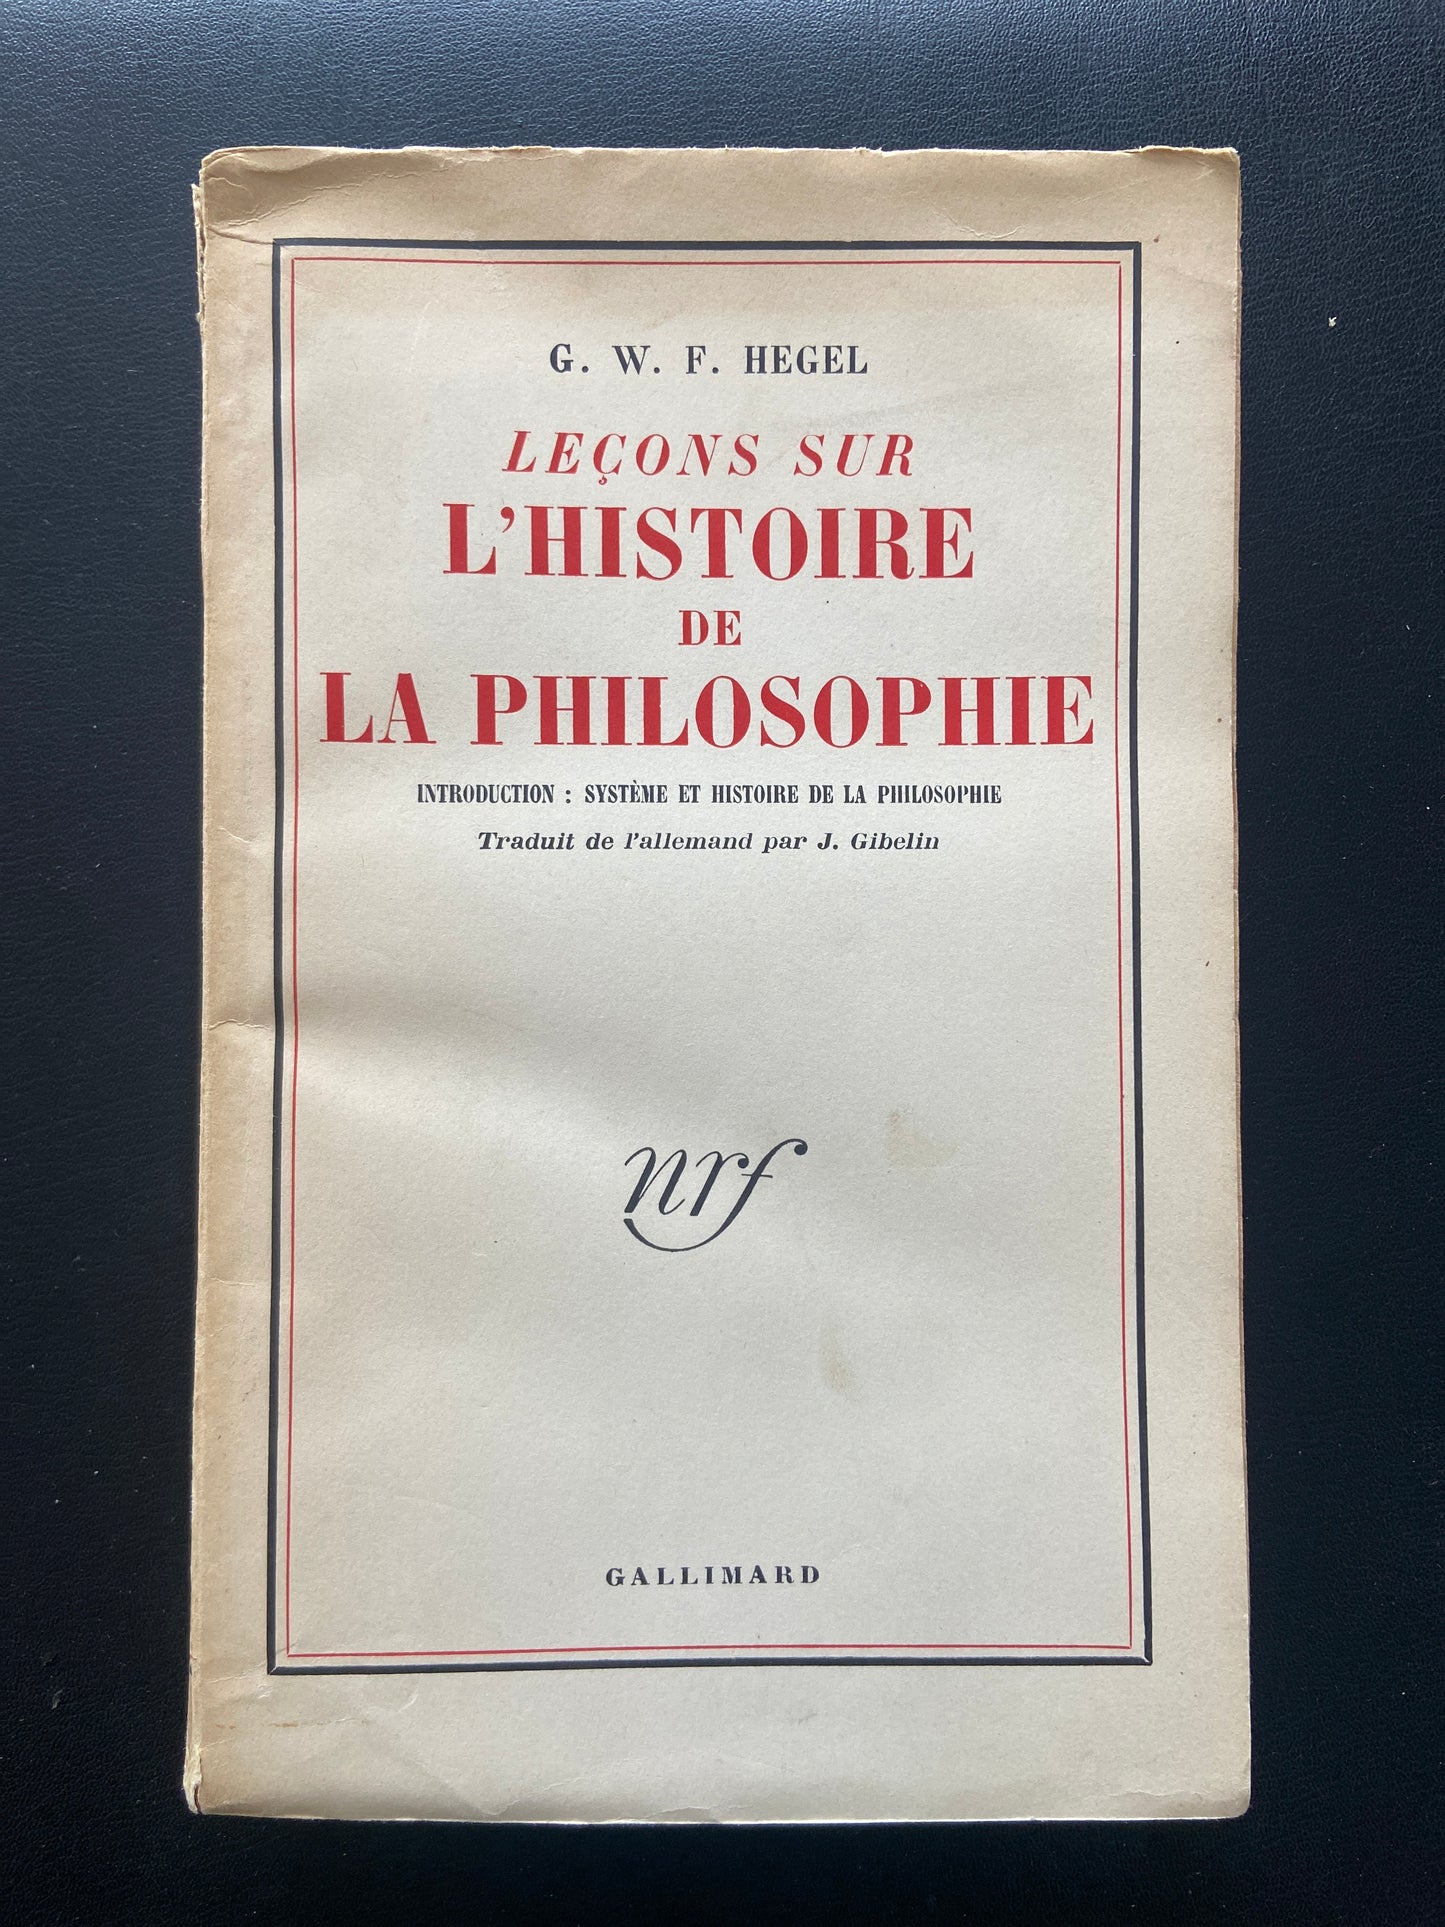 G. W. F. HEGEL
LEÇONS SUR
L'HISTOIRE
DE
LA PHILOSOPHIE
INTRODUCTION : SYSTÈME ET HISTOIRE DE LA PHILOSOPHIE
Traduit de l'allemand par J. Gibelin
nrf
GALLIMARD